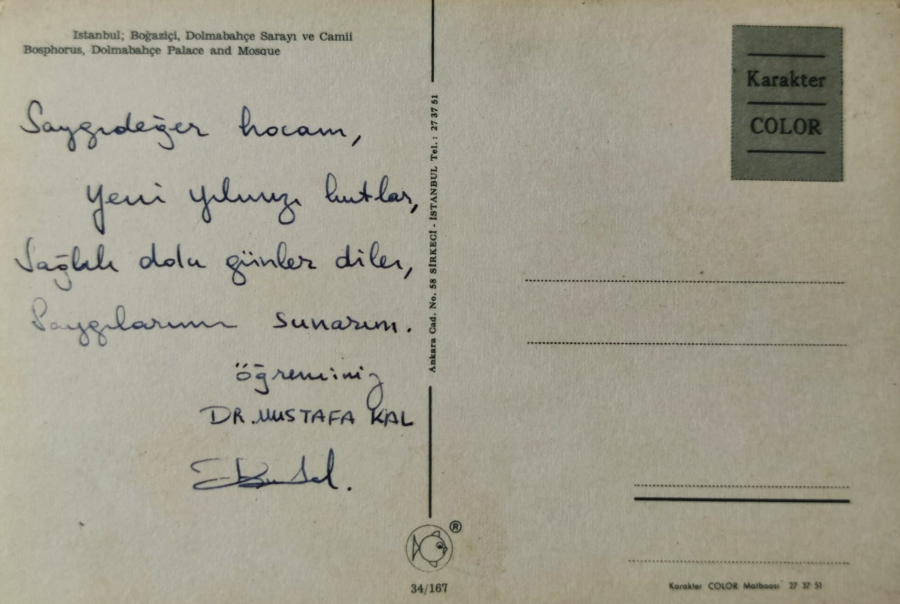 Istanbul; Boğaziçi, Dolmabahçe Sarayı ve Camii
Bosphorus, Dolmabahçe Palace and Mosque
Saygıdeğer hocam,
Yeni yılınızı kutlar,
Sağlık dolu günler diler,
Saygılarımı sunarım.
öğrenciniz
DR. MUSTAFA KAL
Ankara Cad. No. 58 SİRKECİ - İSTANBUL Tel. : 27 37 51
®
34/167
Karakter
COLOR
Karakter COLOR Matbaası 27 37 51